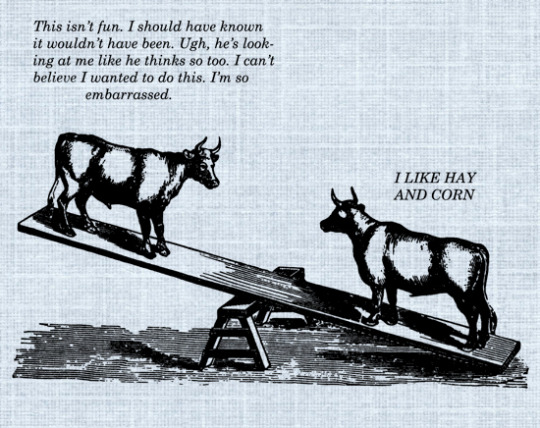 This isn't fun. I should have known
it wouldn't have been. Ugh, he's look-
ing at me like he thinks so too. I can't
believe I wanted to do this. I'm so
embarrassed.
I LIKE HAY
AND CORN